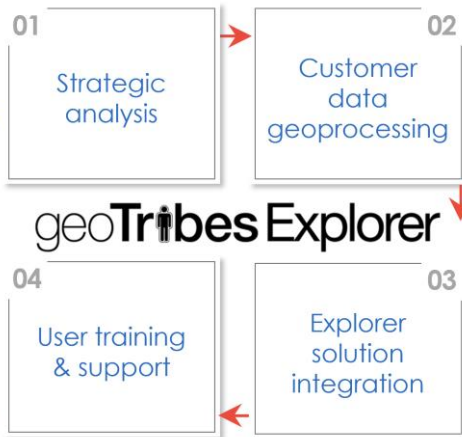 01
Strategic
analysis
02
Customer
data
geoprocessing
geoTribes Explorer
03
Explorer
solution
integration
04
User training
& support